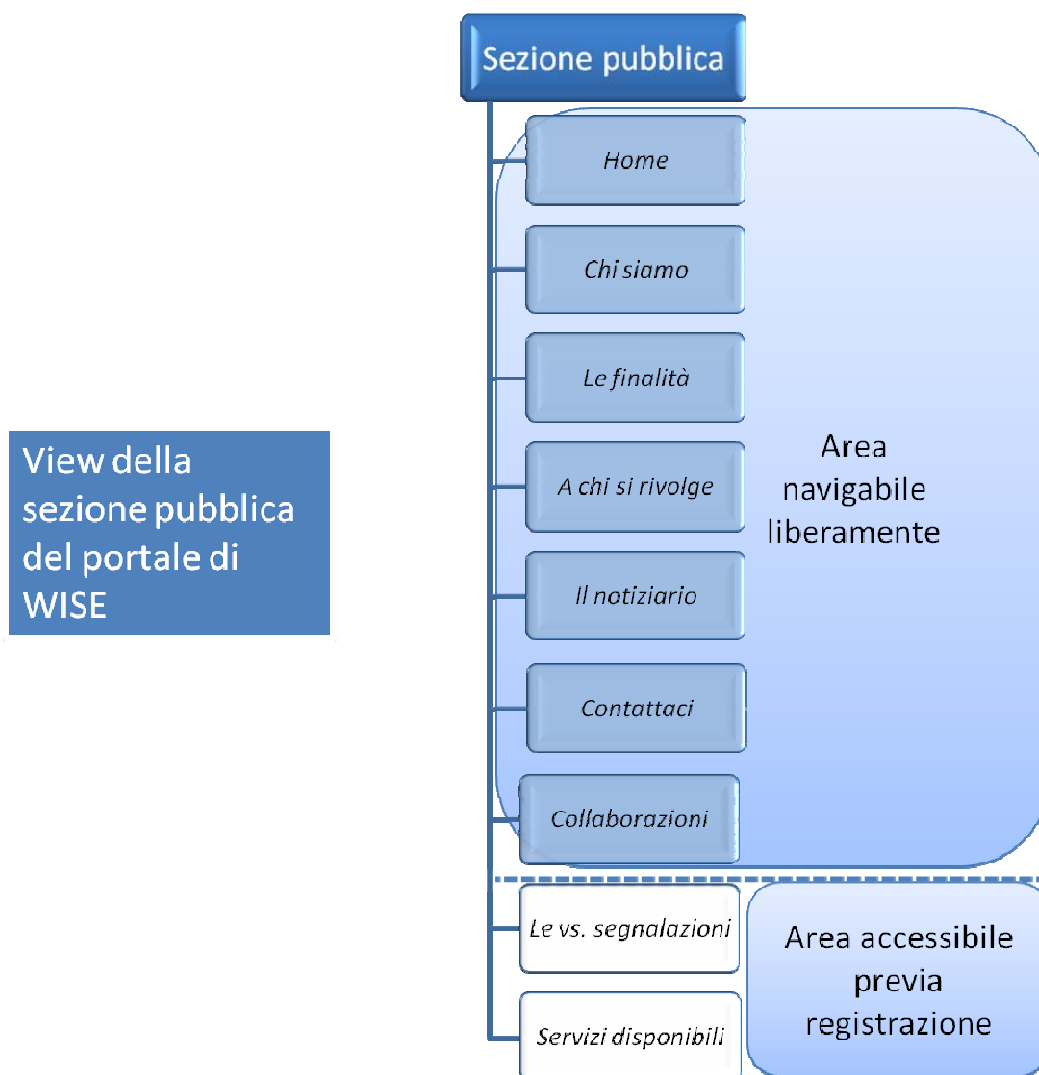 Sezione pubblica
Home
Chi siamo
Le finalità
A chi si rivolge
Il notiziario
Contattaci
Collaborazioni
Le vs. segnalazioni
Servizi disponibili
Area
navigabile
liberamente
Area accessibile
previa
registrazione
View della
sezione pubblica
del portale di
WISE